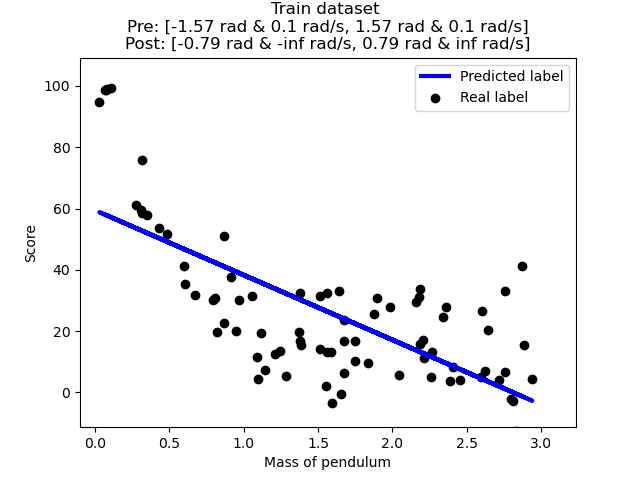 Train dataset
Pre: [-1.57 rad & 0.1 rad/s, 1.57 rad & 0.1 rad/s]
Post: [-0.79 rad & -inf rad/s, 0.79 rad & inf rad/s]
Predicted label
Real label
100
80
60
40
20
0
Score
0.0 0.5 1.0 1.5 2.0 2.5 3.0
Mass of pendulum